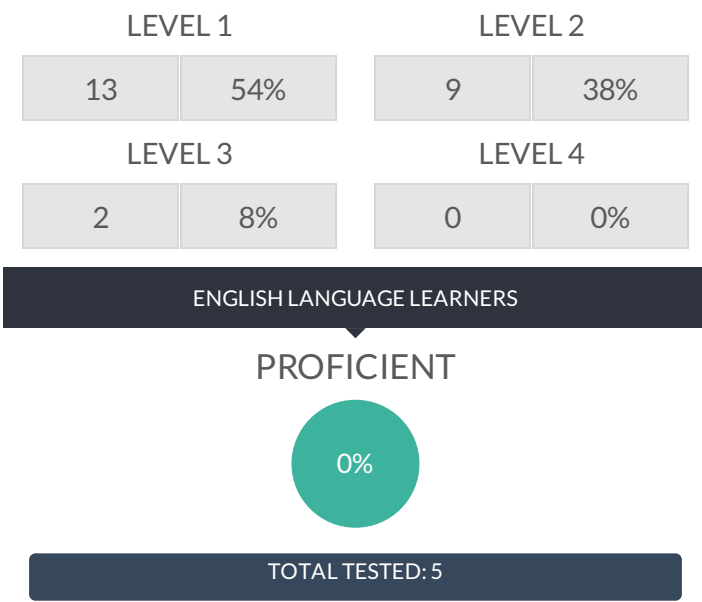 LEVEL 1 LEVEL 2
13 54% 9 38%
LEVEL 3 LEVEL 4
2 8% 0 0%
ENGLISH LANGUAGE LEARNERS
PROFICIENT
0%
TOTAL TESTED: 5